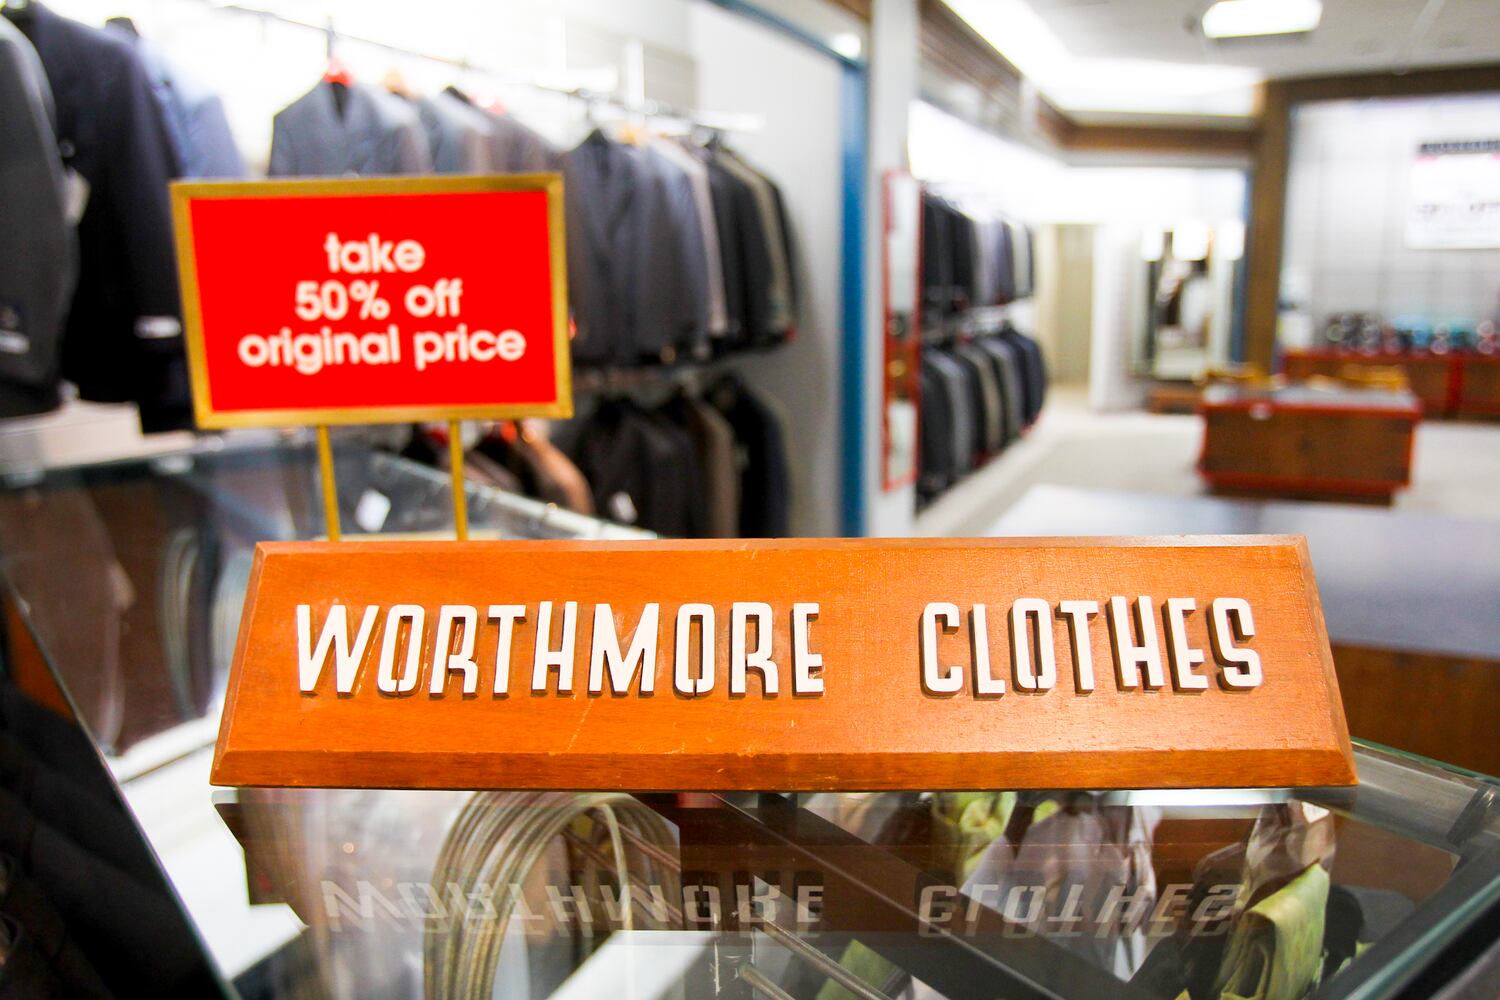 take
50% off
original price
WORTHMORE CLOTHES